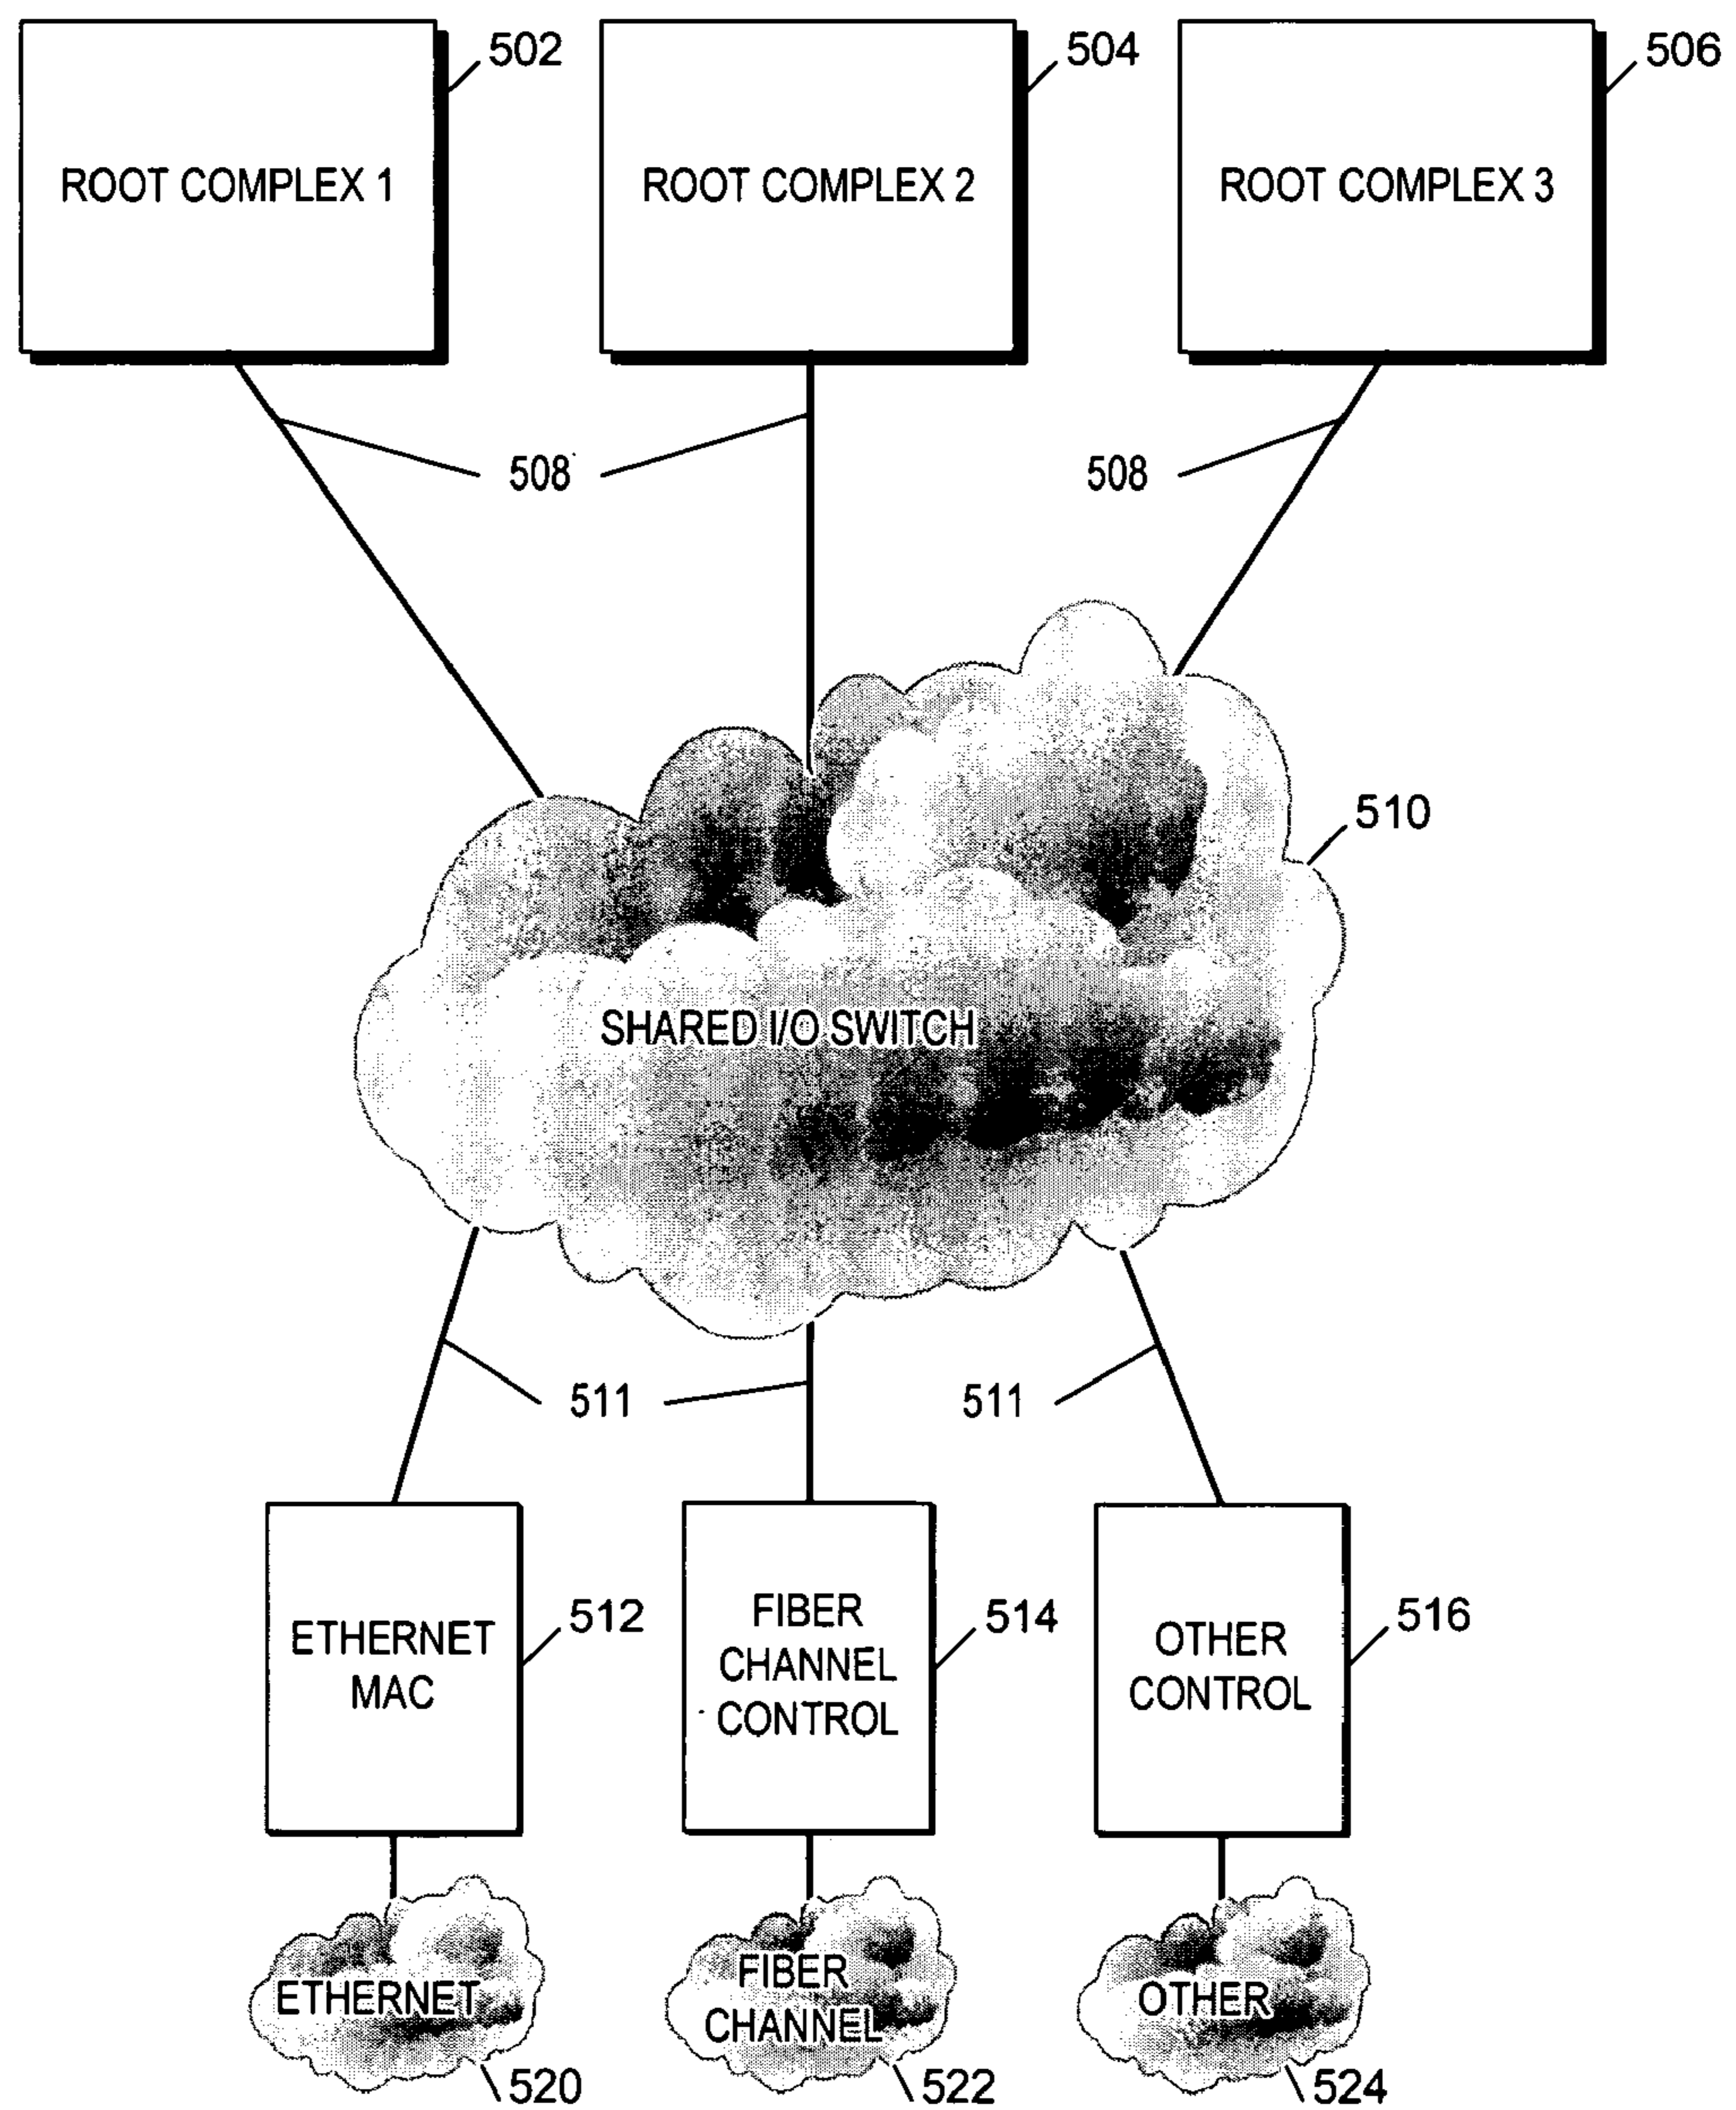 502
504
506
ROOT COMPLEX 1
ROOT COMPLEX 2
ROOT COMPLEX 3
508
508
510
SHARED I/O SWITCH
511
511
ETHERNET
MAC
512
FIBER
CHANNEL
CONTROL
514
OTHER
CONTROL
516
ETHERNET
FIBER
CHANNEL
OTHER
520
522
524